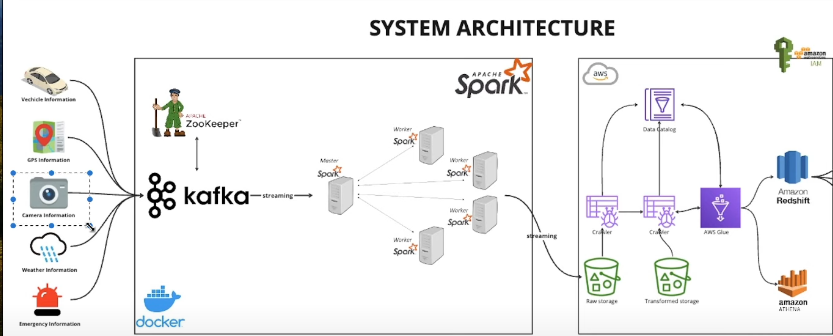 SYSTEM ARCHITECTURE
amazon
IAM
APACHE
Spark
aws
Vechicle Information
APACHE
ZooKeeper
Data Catalog
GPS Information
Worker
Spark
Master
Spark
Worker
Spark
Amazon
Redshift
kafka
streaming
Camera Information
Worker
Spark
Crawler
Crawler
AWS Glue
streaming
Worker
Spark
Weather Information
Raw storage
Transformed storage
amazon
ATHENA
docker
Emergency Information